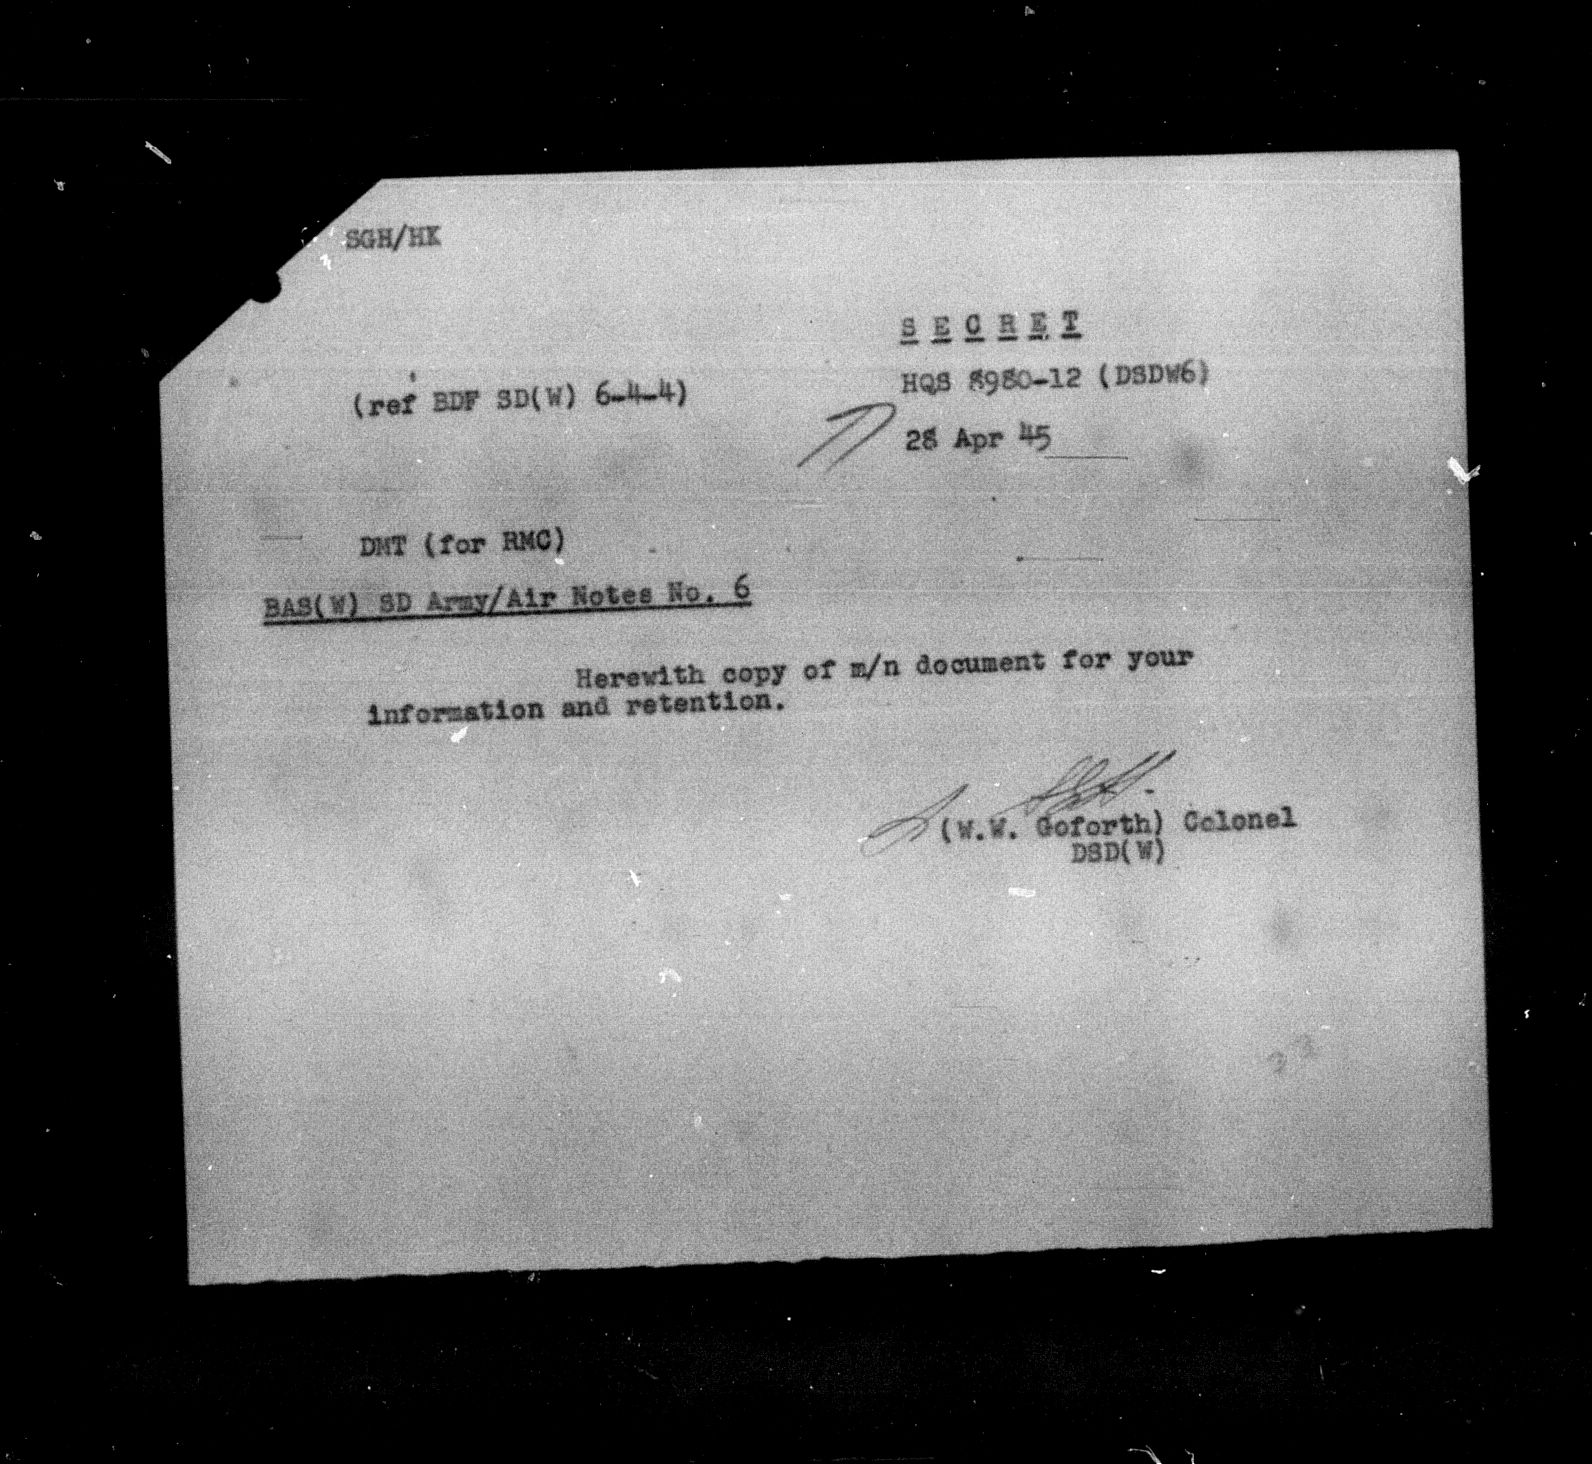 SGH/HK
S E C R E T
(ref BDF SD(W) 6-4-4)
HQS 8980-12 (DSDW6)
28 Apr 45
DMT (for RMC)
BAS(W) SD Army/Air Notes No. 6
Herewith copy of m/n document for your
information and retention.
(W.W. Goforth) Colonel
DSD(W)